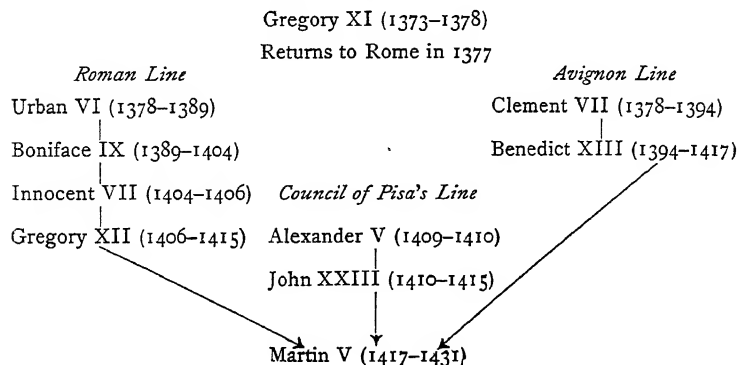 Gregory XI (1373–1378)
Returns to Rome in 1377
Roman Line
Avignon Line
Urban VI (1378–1389)
Clement VII (1378–1394)
Boniface IX (1389–1404)
Benedict XIII (1394–1417)
Innocent VII (1404–1406)
Council of Pisa's Line
Gregory XII (1406–1415)
Alexander V (1409–1410)
John XXIII (1410–1415)
Martin V (1417–1431)